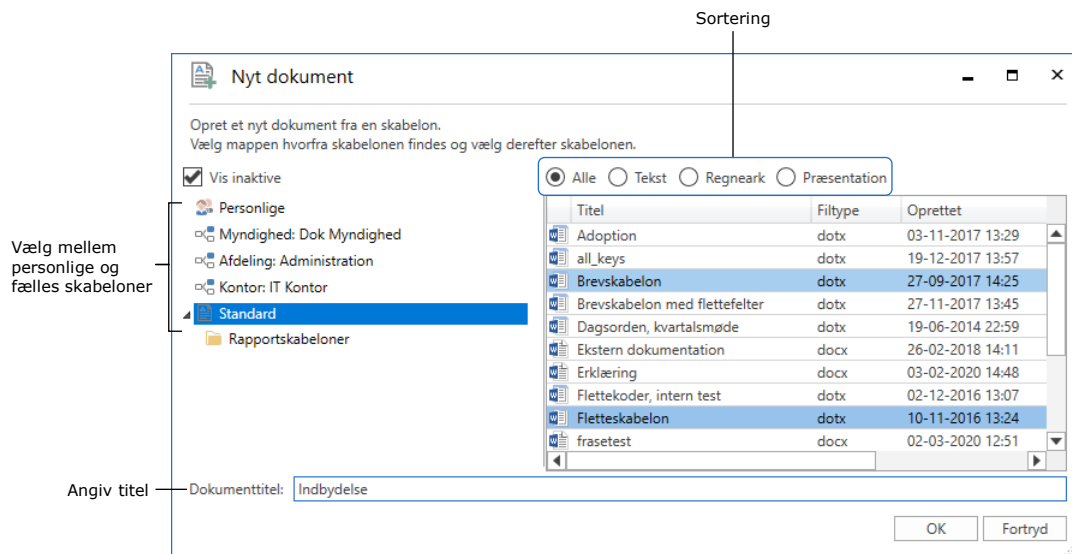 Sortering
Nyt dokument
Opret et nyt dokument fra en skabelon.
Vælg mappen hvorfra skabelonen findes og vælg derefter skabelonen.
Vis inaktive
Alle Tekst Regneark Præsentation
Vælg mellem
personlige og
fælles skabeloner
Personlige
Myndighed: Dok Myndighed
Afdeling: Administration
Kontor: IT Kontor
Standard
Rapportskabeloner
Titel Filtype Oprettet
Adoption dotx 03-11-2017 13:29
all_keys dotx 19-12-2017 13:57
Brevskabelon dotx 27-09-2017 14:25
Brevskabelon med flettefelter dotx 27-11-2017 13:45
Dagsorden, kvartalsmøde dotx 19-06-2014 22:59
Ekstern dokumentation docx 26-02-2018 14:11
Erklæring docx 03-02-2020 14:48
Flettekoder, intern test dotx 02-12-2016 13:07
Fletteskabelon dotx 10-11-2016 13:24
frasetest docx 02-03-2020 12:51
Angiv titel
Dokumenttitel: Indbydelse
OK Fortryd